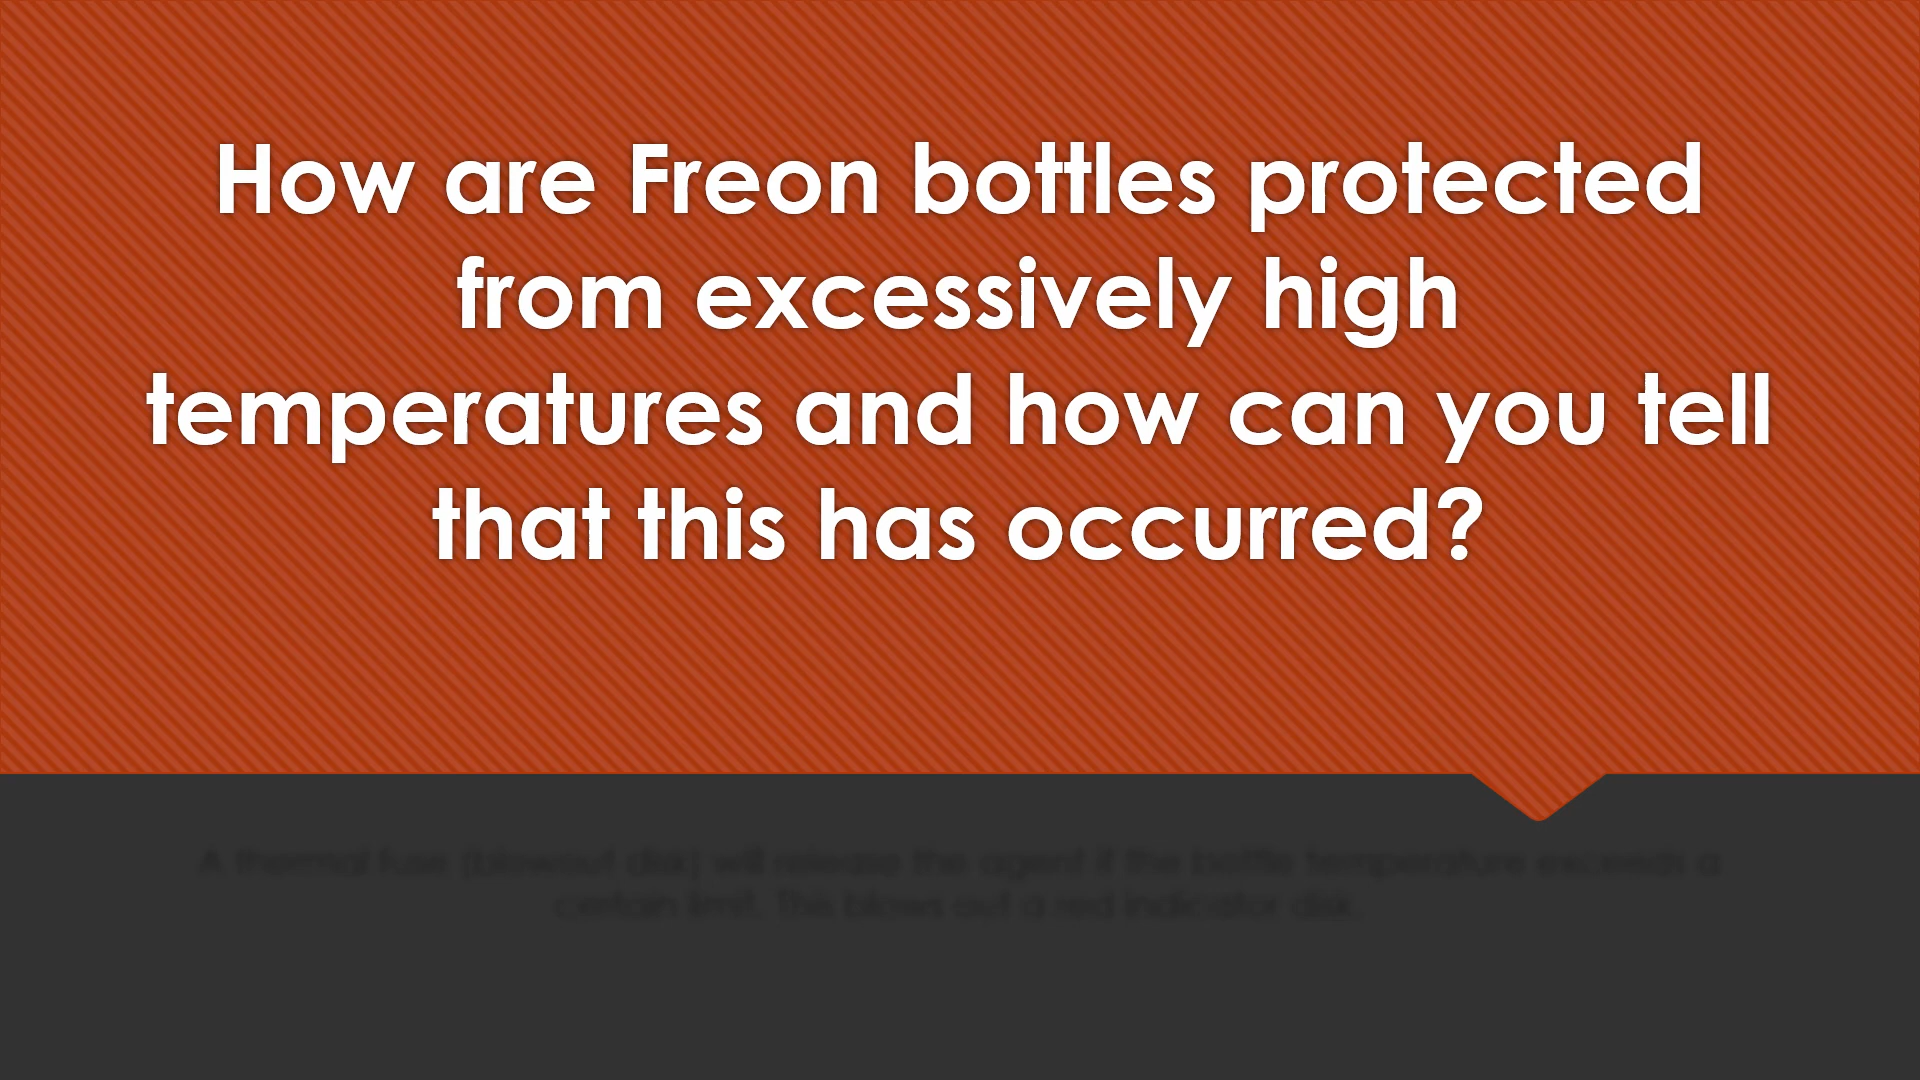 How are Freon bottles protected
from excessively high
temperatures and how can you tell
that this has occurred?
A thermal fuse (blowout disk) will release the agent if the bottle temperature exceeds a
certain limit. This blows out a red indicator disk.